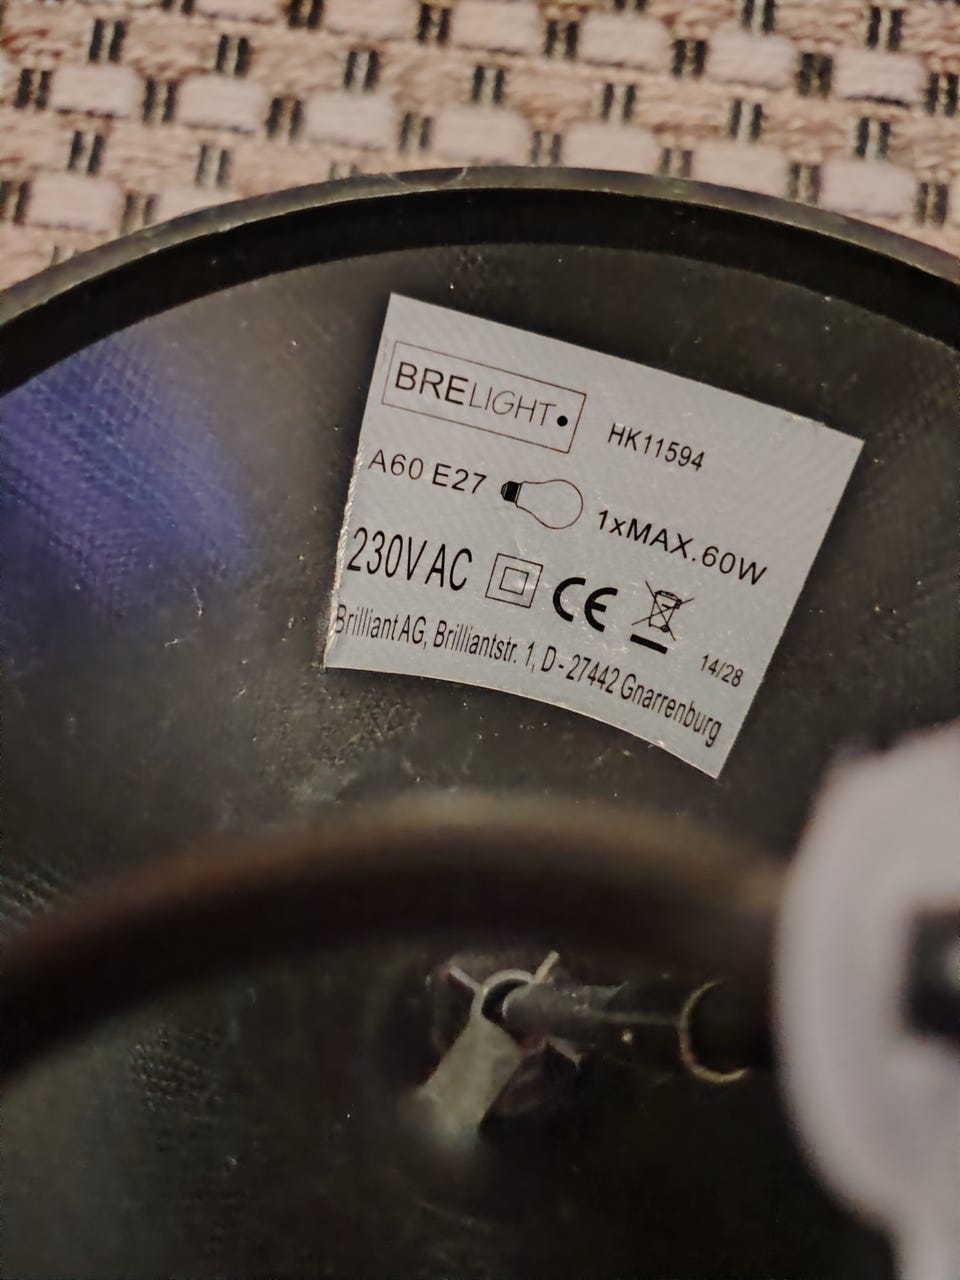 BRELIGHT.
HK11594
A60 E27
1xMAX.60W
230V AC CE
14/28
Brilliant AG, Brilliantstr. 1, D - 27442 Gnarrenburg